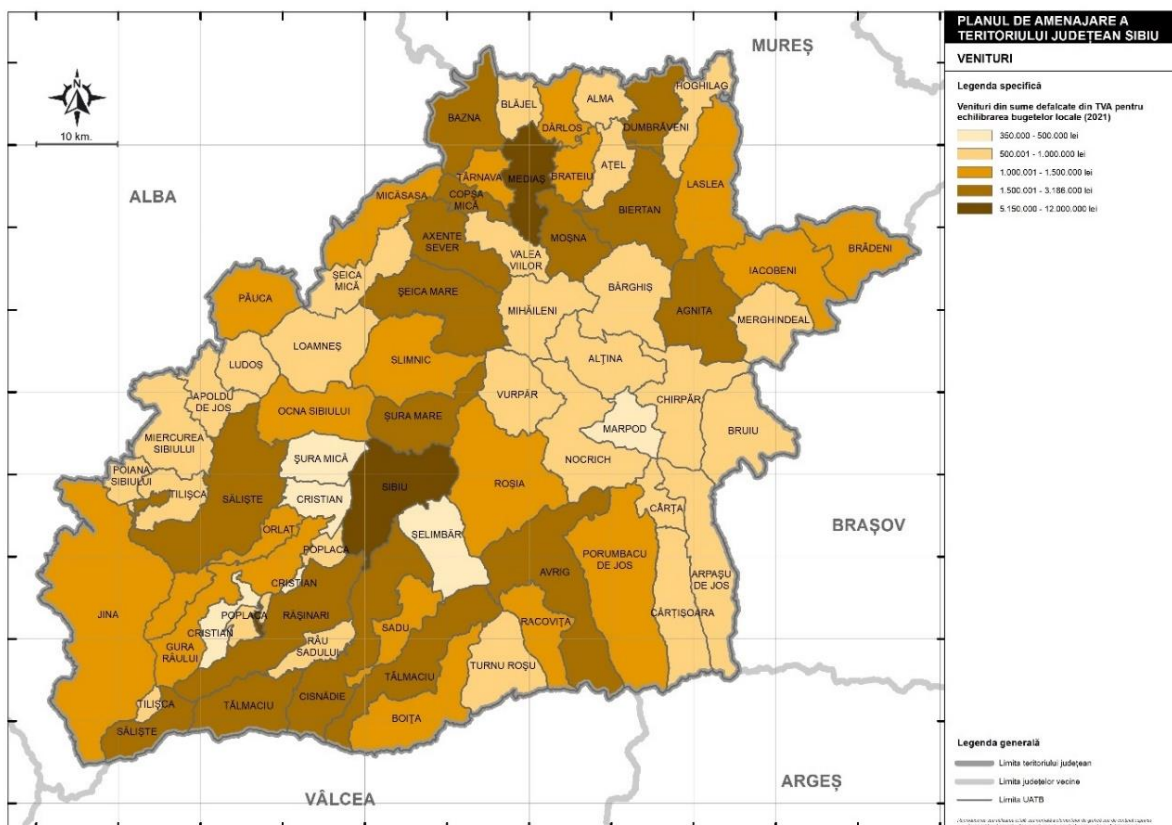 PLANUL DE AMENAJARE A
TERITORIULUI JUDEȚEAN SIBIU
VENITURI
Legenda specifică
Venituri din sume defalcate din TVA pentru
echilibrarea bugetelor locale (2021)
350.000 - 500.000 lei
500.001 - 1.000.000 lei
1.000.001 - 1.500.000 lei
1.500.001 - 3.186.000 lei
5.150.000 - 12.000.000 lei
10 km.
MUREȘ
ALBA
BRAȘOV
ARGEȘ
VÂLCEA
HOGHILAG
BLĂJEL
ALMA
BAZNA
DÂRLOS
DUMBRĂVENI
AȚEL
TÂRNAVA
MEDIAȘ
BRATEIU
LASLEA
MICĂSASA
COPȘA
MICĂ
BIERTAN
AXENTE
SEVER
MOȘNA
VALEA
VIILOR
BRĂDENI
IACOBENI
ȘEICA
MICĂ
BÂRGHIȘ
PĂUCA
ȘEICA MARE
MIHĂILENI
AGNITA
MERGHINDEAL
LOAMNEȘ
SLIMNIC
ALȚINA
LUDOȘ
APOLDU
DE JOS
VURPĂR
CHIRPĂR
OCNA SIBIULUI
ȘURA MARE
MARPOD
BRUIU
MIERCUREA
SIBIULUI
ȘURA MICĂ
NOCRICH
POIANA
SIBIULUI
TILIȘCA
SĂLIȘTE
CRISTIAN
SIBIU
ROȘIA
CÂRȚA
ORLAT
ȘELIMBĂR
POPLACA
PORUMBACU
DE JOS
AVRIG
ARPAȘU
DE JOS
CRISTIAN
CÂRȚIȘOARA
JINA
POPLACA
RĂȘINARI
CRISTIAN
SADU
RACOVIȚA
GURA
RÂULUI
RÂU
SADULUI
TURNU ROȘU
TĂLMACIU
TILIȘCA
CISNĂDIE
TĂLMACIU
BOIȚA
SĂLIȘTE
Legenda generală
Limita teritoriului județean
Limita județelor vecine
Limita UATB